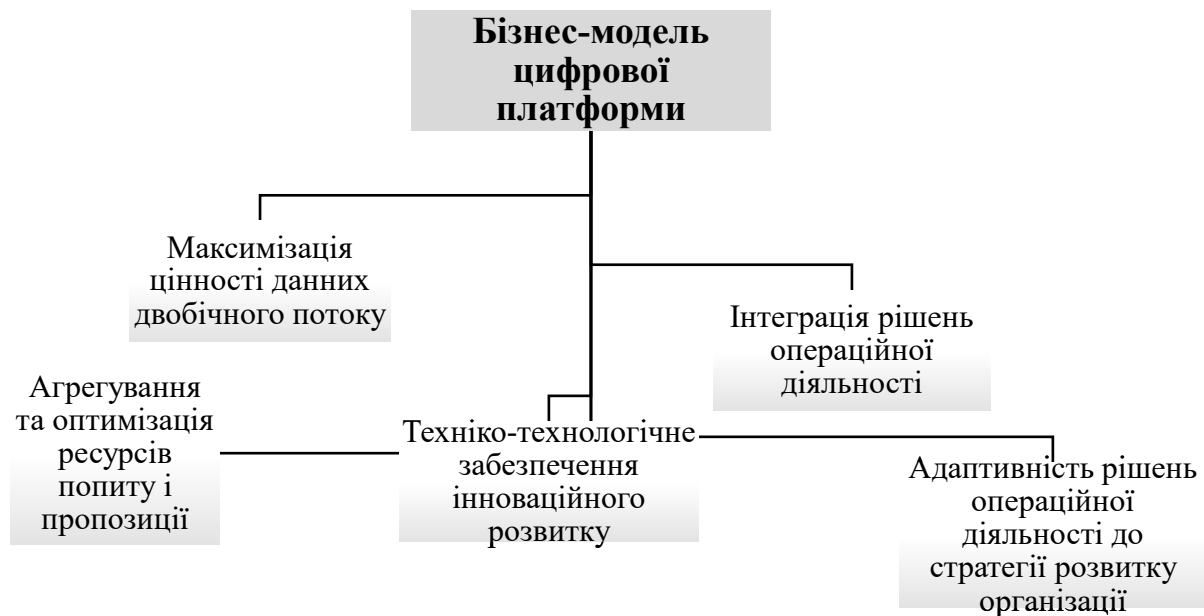 Бізнес-модель
цифрової
платформи
Максимізація
цінності данних
двобічного потоку
Інтеграція рішень
операційної
діяльності
Агрегування
та оптимізація
ресурсів
попиту і
пропозиції
Техніко-технологічне
забезпечення
інноваційного
розвитку
Адаптивність рішень
операційної
діяльності до
стратегії розвитку
організації